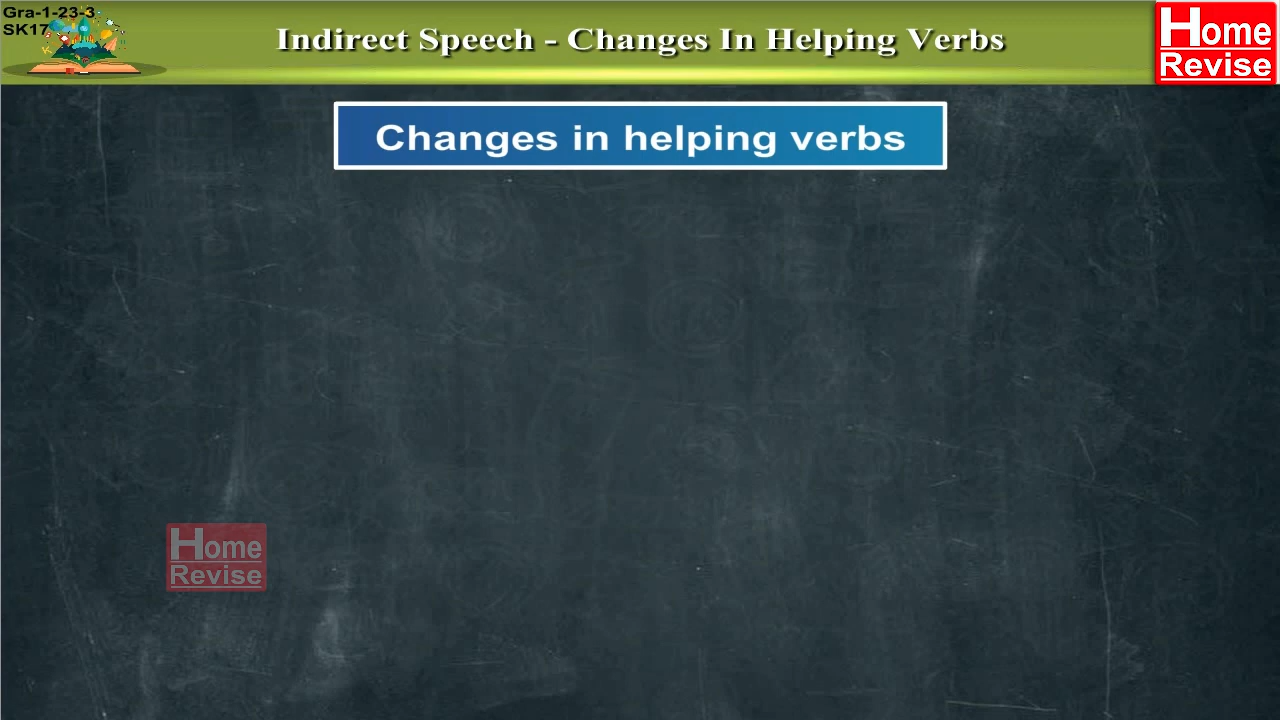 Gra-1-23-3
SK17
Indirect Speech - Changes In Helping Verbs
Home
Revise
Changes in helping verbs
Home
Revise